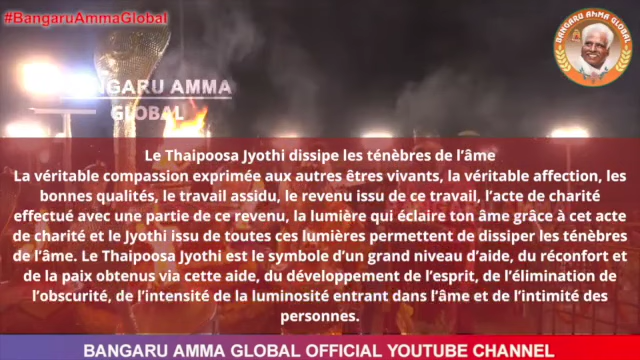 #BangaruAmmaGlobal
BANGARU AMMA GLOBAL
BANGARU AMMA
GLOBAL
Le Thaipoosa Jyothi dissipe les ténèbres de l'âme
La véritable compassion exprimée aux autres êtres vivants, la véritable affection, les
bonnes qualités, le travail assidu, le revenu issu de ce travail, l'acte de charité
effectué avec une partie de ce revenu, la lumière qui éclaire ton âme grâce à cet acte
de charité et le Jyothi issu de toutes ces lumières permettent de dissiper les ténèbres
de l'âme. Le Thaipoosa Jyothi est le symbole d'un grand niveau d'aide, du réconfort et
de la paix obtenus via cette aide, du développement de l'esprit, de l'élimination de
l'obscurité, de l'intensité de la luminosité entrant dans l'âme et de l'intimité des
personnes.
BANGARU AMMA GLOBAL OFFICIAL YOUTUBE CHANNEL